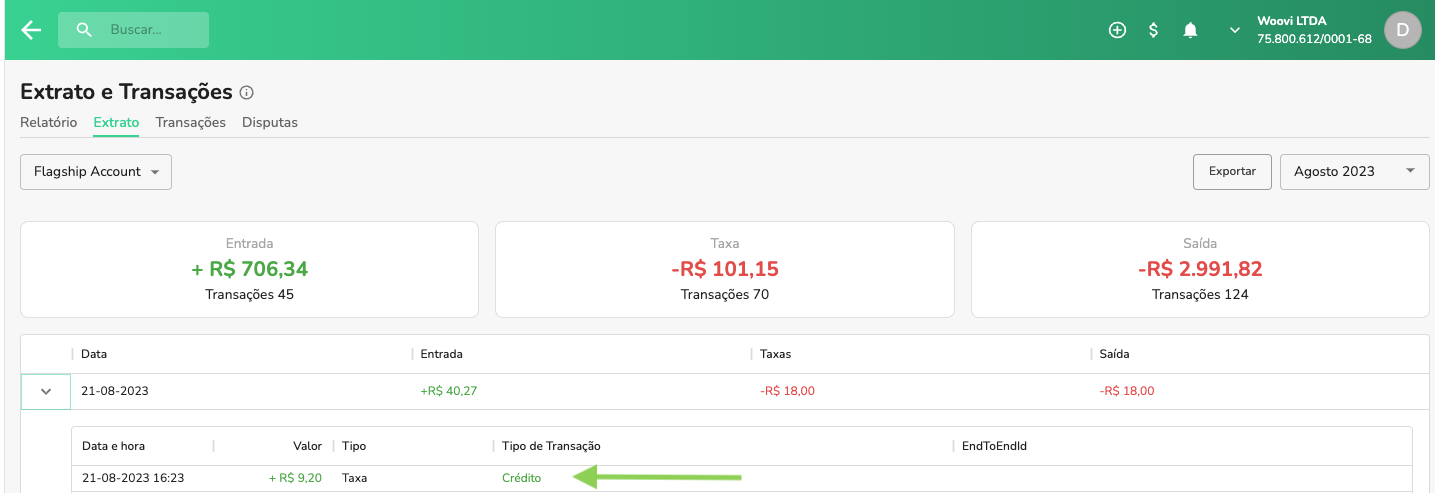 Buscar...
Woovi LTDA
75.800.612/0001-68
D
Extrato e Transações
Relatório Extrato Transações Disputas
Flagship Account Exportar Agosto 2023
Entrada Taxa Saída
+ R$ 706,34 -R$ 101,15 -R$ 2.991,82
Transações 45 Transações 70 Transações 124
Data Entrada Taxas Saída
21-08-2023 +R$ 40,27 -R$ 18,00 -R$ 18,00
Data e hora Valor Tipo Tipo de Transação EndToEndId
21-08-2023 16:23 + R$ 9,20 Taxa Crédito